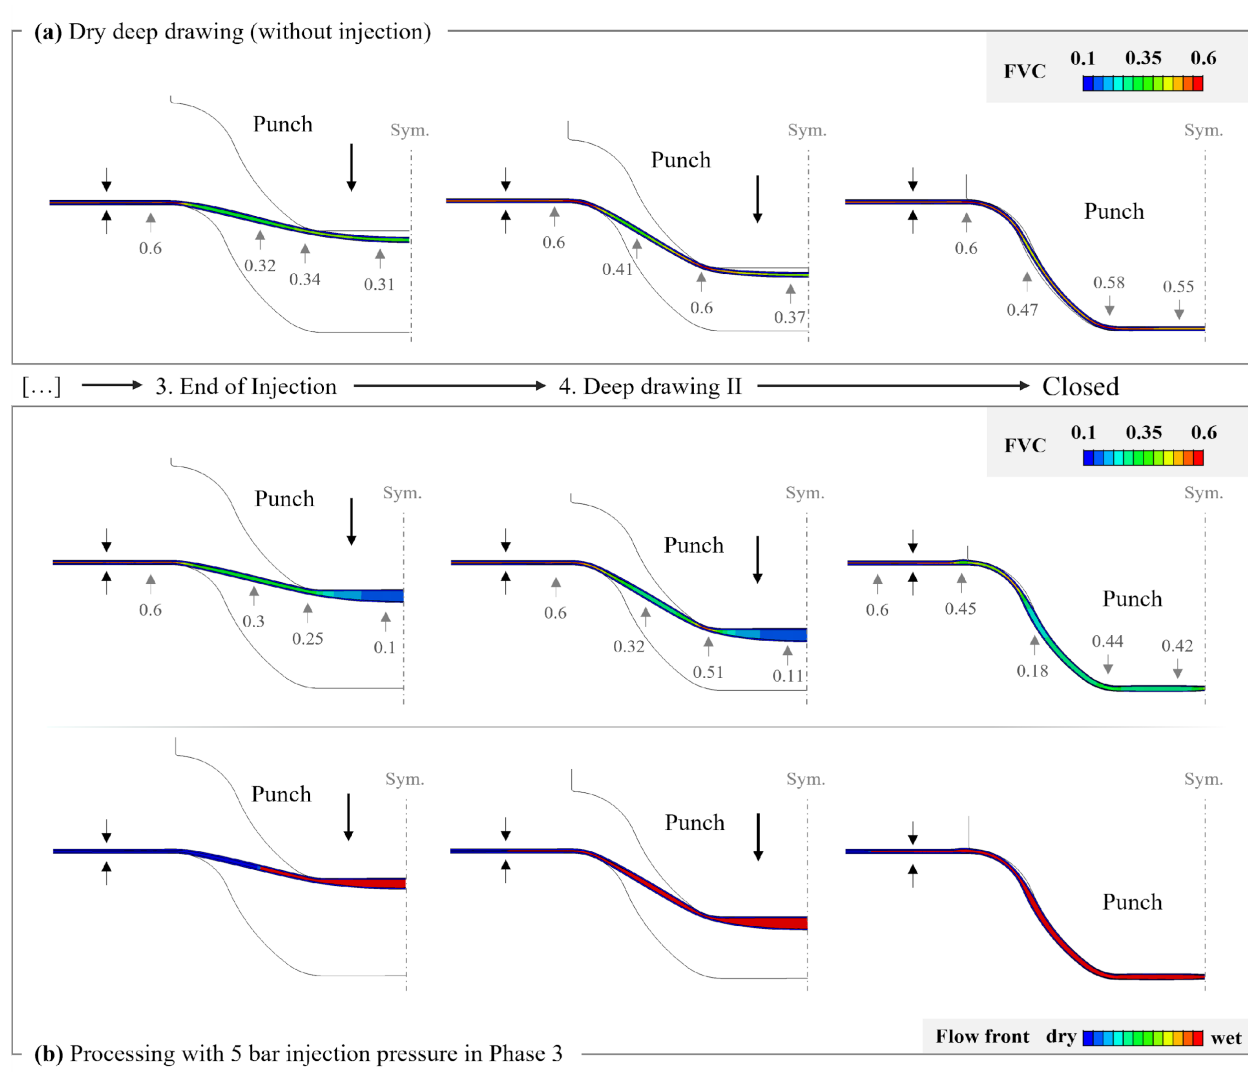 (a) Dry deep drawing (without injection)
FVC 0.1 0.35 0.6
Punch
Sym.
0.6
0.32
0.34
0.31
Punch
Sym.
0.6
0.41
0.6
0.37
Punch
Sym.
0.6
0.47
0.58
0.55
[…] 3. End of Injection 4. Deep drawing II Closed
FVC 0.1 0.35 0.6
Punch
Sym.
0.6
0.3
0.25
0.1
Punch
Sym.
0.6
0.32
0.51
0.11
Punch
Sym.
0.6
0.45
0.18
0.44
0.42
Punch
Sym.
Punch
Sym.
Punch
Sym.
Flow front dry wet
(b) Processing with 5 bar injection pressure in Phase 3